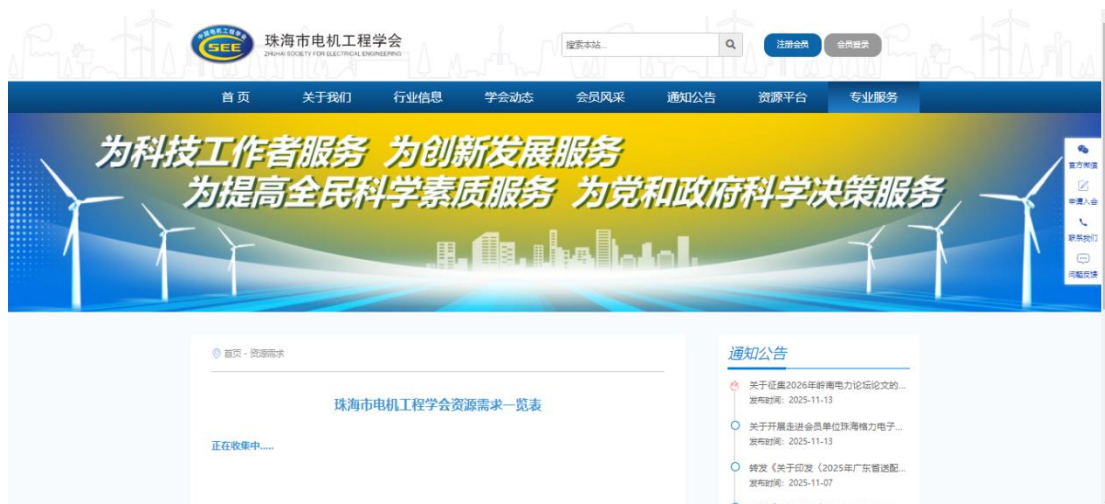 中国电机工程学会
SEE
珠海市电机工程学会
ZHUHAI SOCIETY FOR ELECTRICAL ENGINEERING
搜索本站...
注册会员
会员登录
首 页 关于我们 行业信息 学会动态 会员风采 通知公告 资源平台 专业服务
为科技工作者服务 为创新发展服务
为提高全民科学素质服务 为党和政府科学决策服务
官方微信
申请入会
联系我们
问题反馈
首页 - 资源需求
珠海市电机工程学会资源需求一览表
正在收集中.....
通知公告
关于征集2026年岭南电力论坛论文的...
发布时间：2025-11-13
关于开展走进会员单位珠海格力电子...
发布时间：2025-11-13
转发《关于印发〈2025年广东省送配...
发布时间：2025-11-07